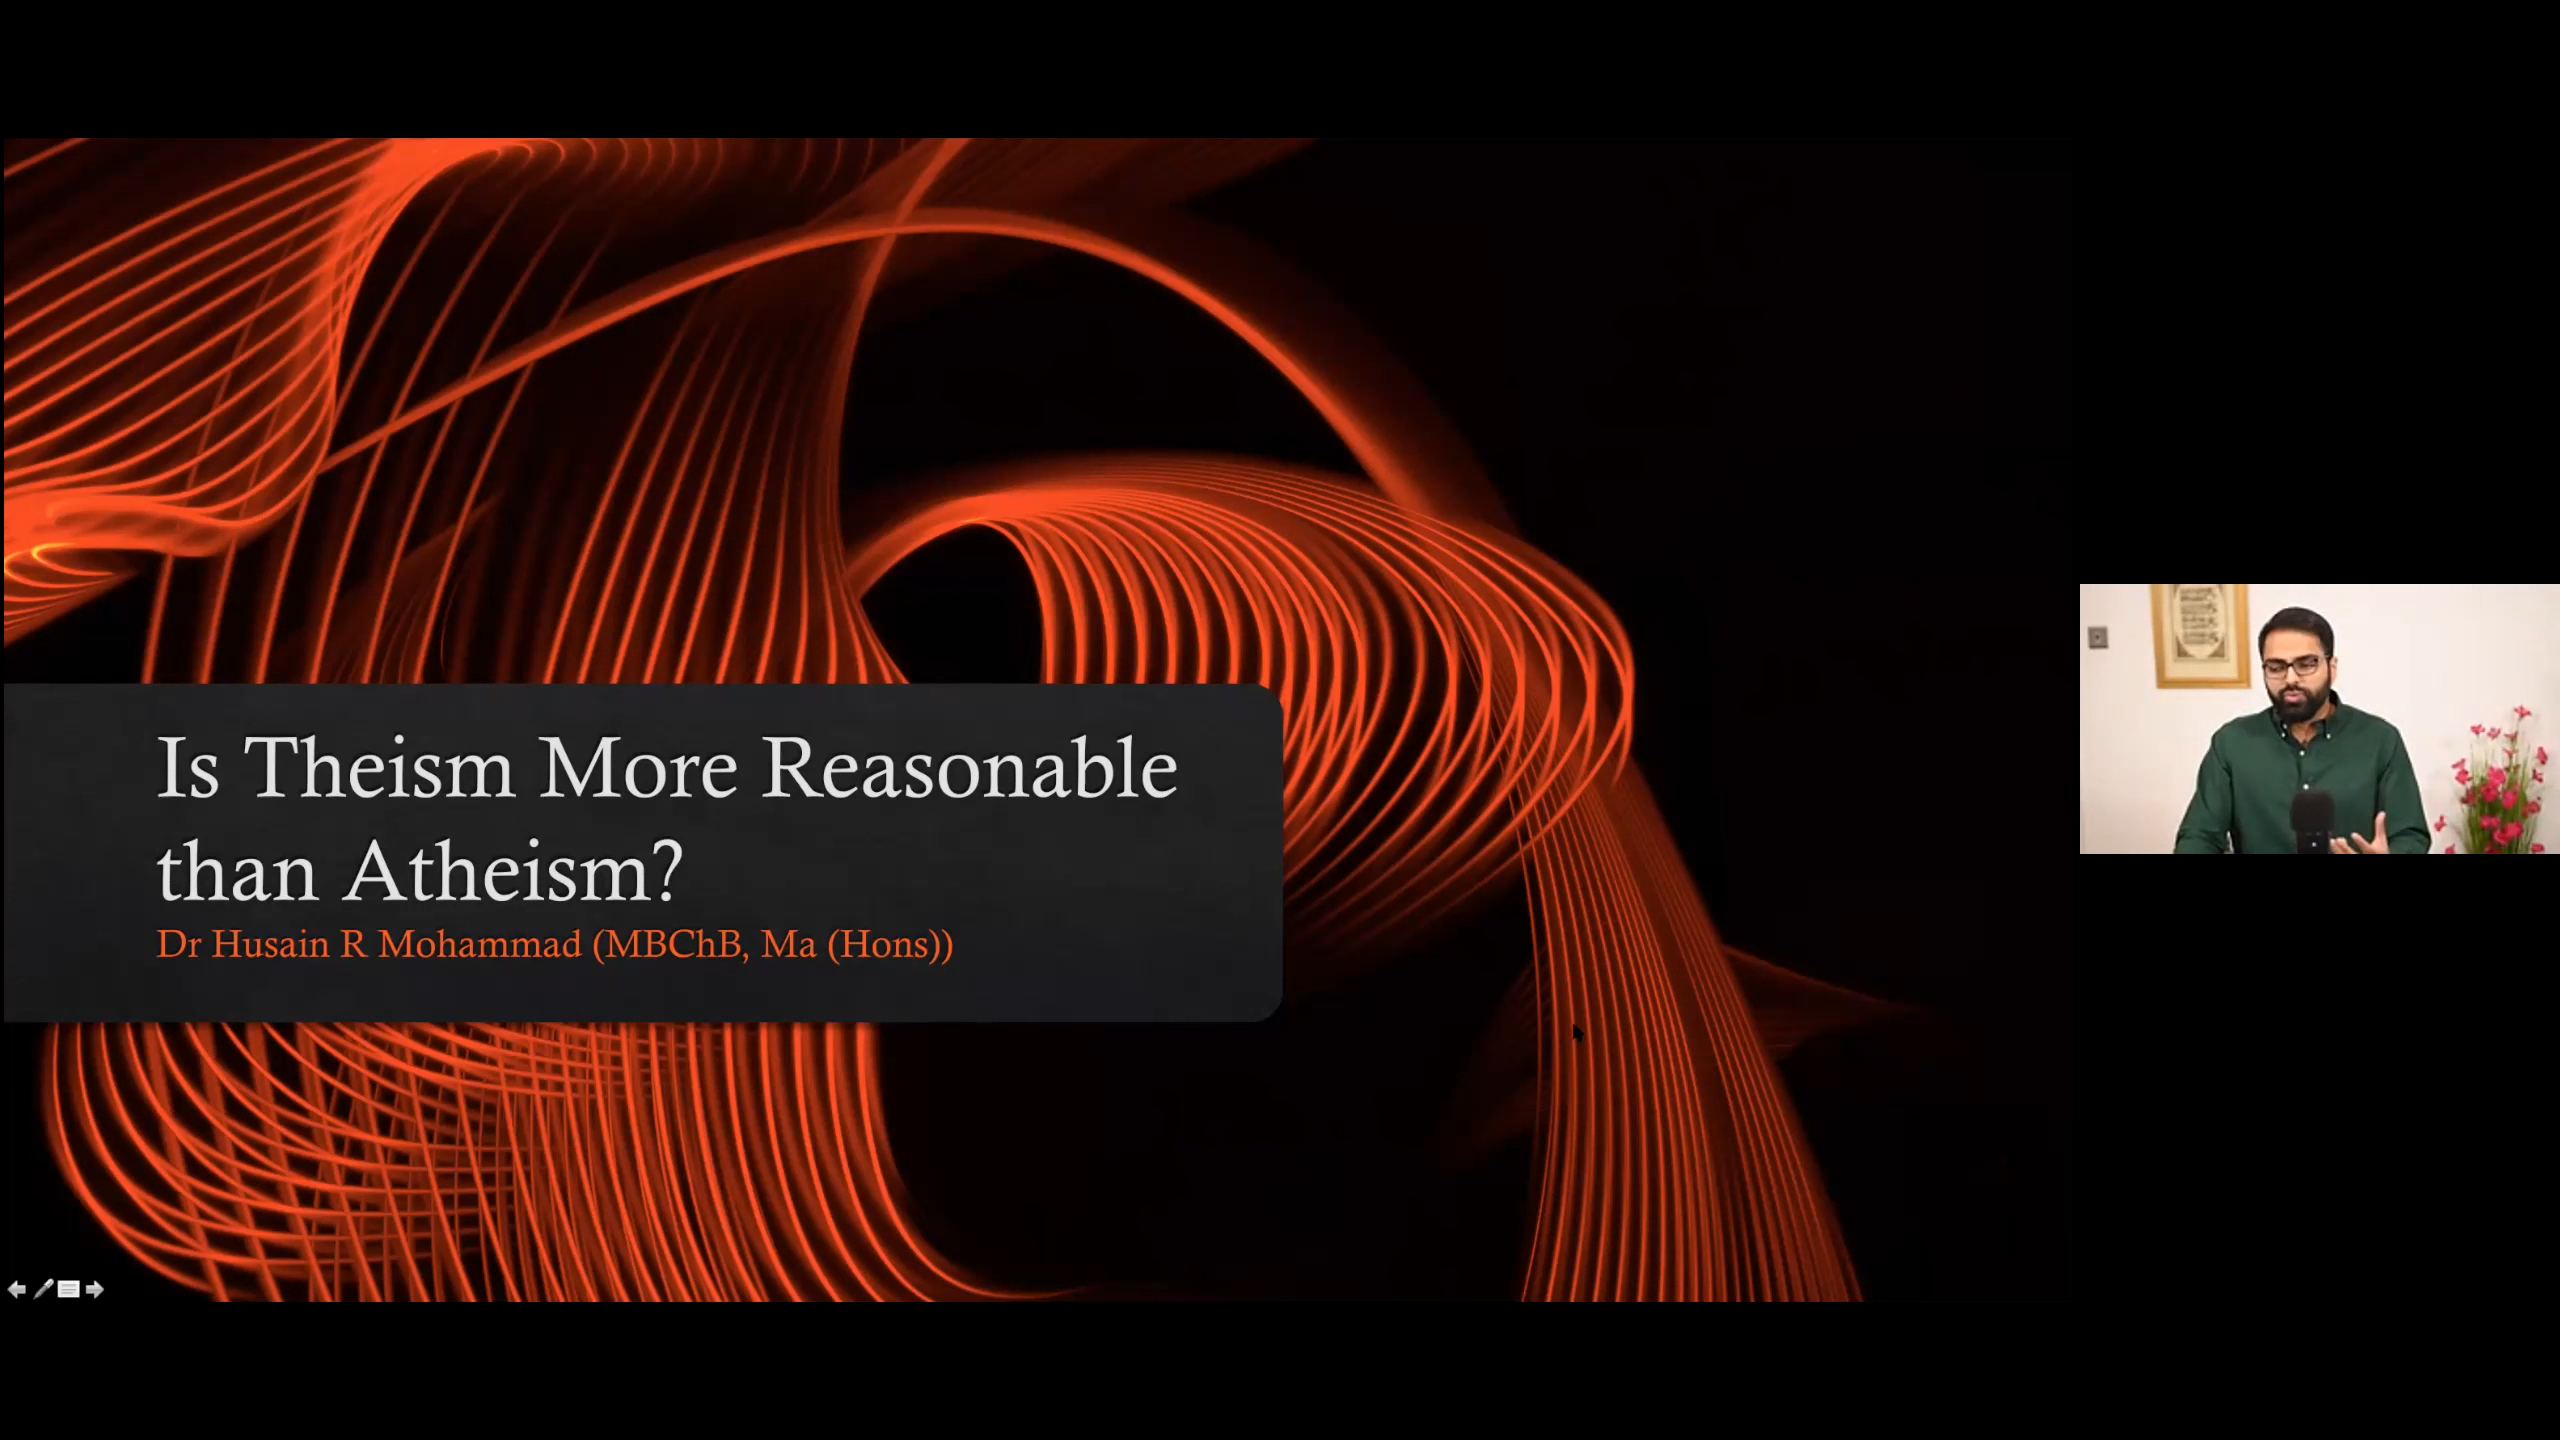 Is Theism More Reasonable
than Atheism?
Dr Husain R Mohammad (MBChB, Ma (Hons))